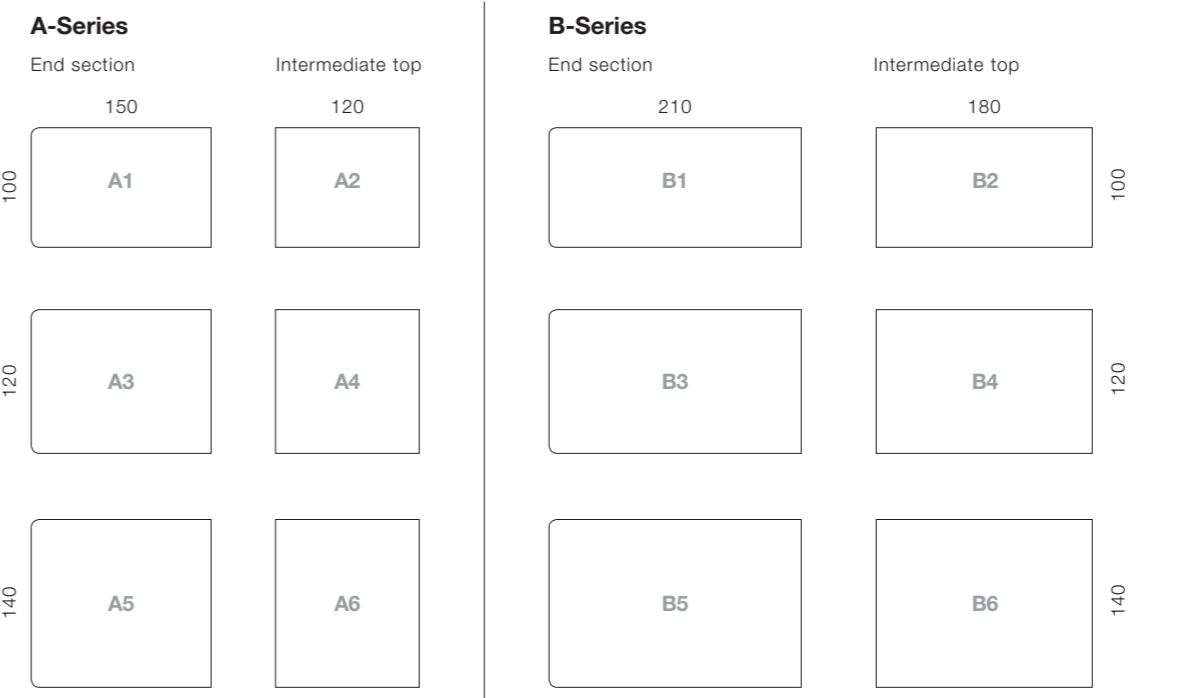 A-Series
End section
Intermediate top
150
120
100
A1
A2
120
A3
A4
140
A5
A6
B-Series
End section
Intermediate top
210
180
B1
B2
100
B3
B4
120
B5
B6
140